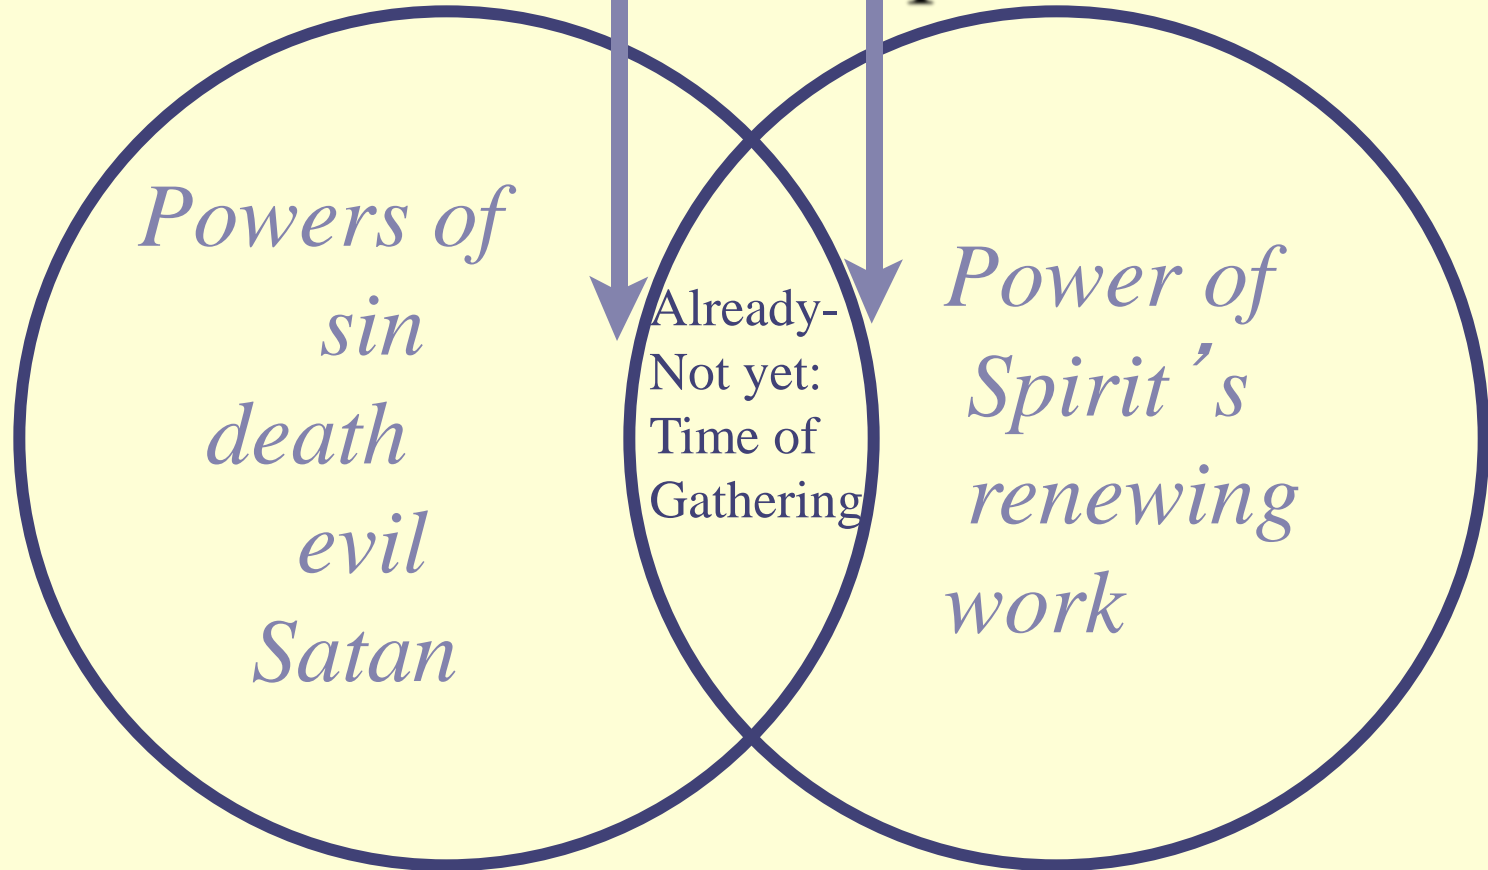 Powers of
sin
death
evil
Satan
Already-
Not yet:
Time of
Gathering
Power of
Spirit's
renewing
work